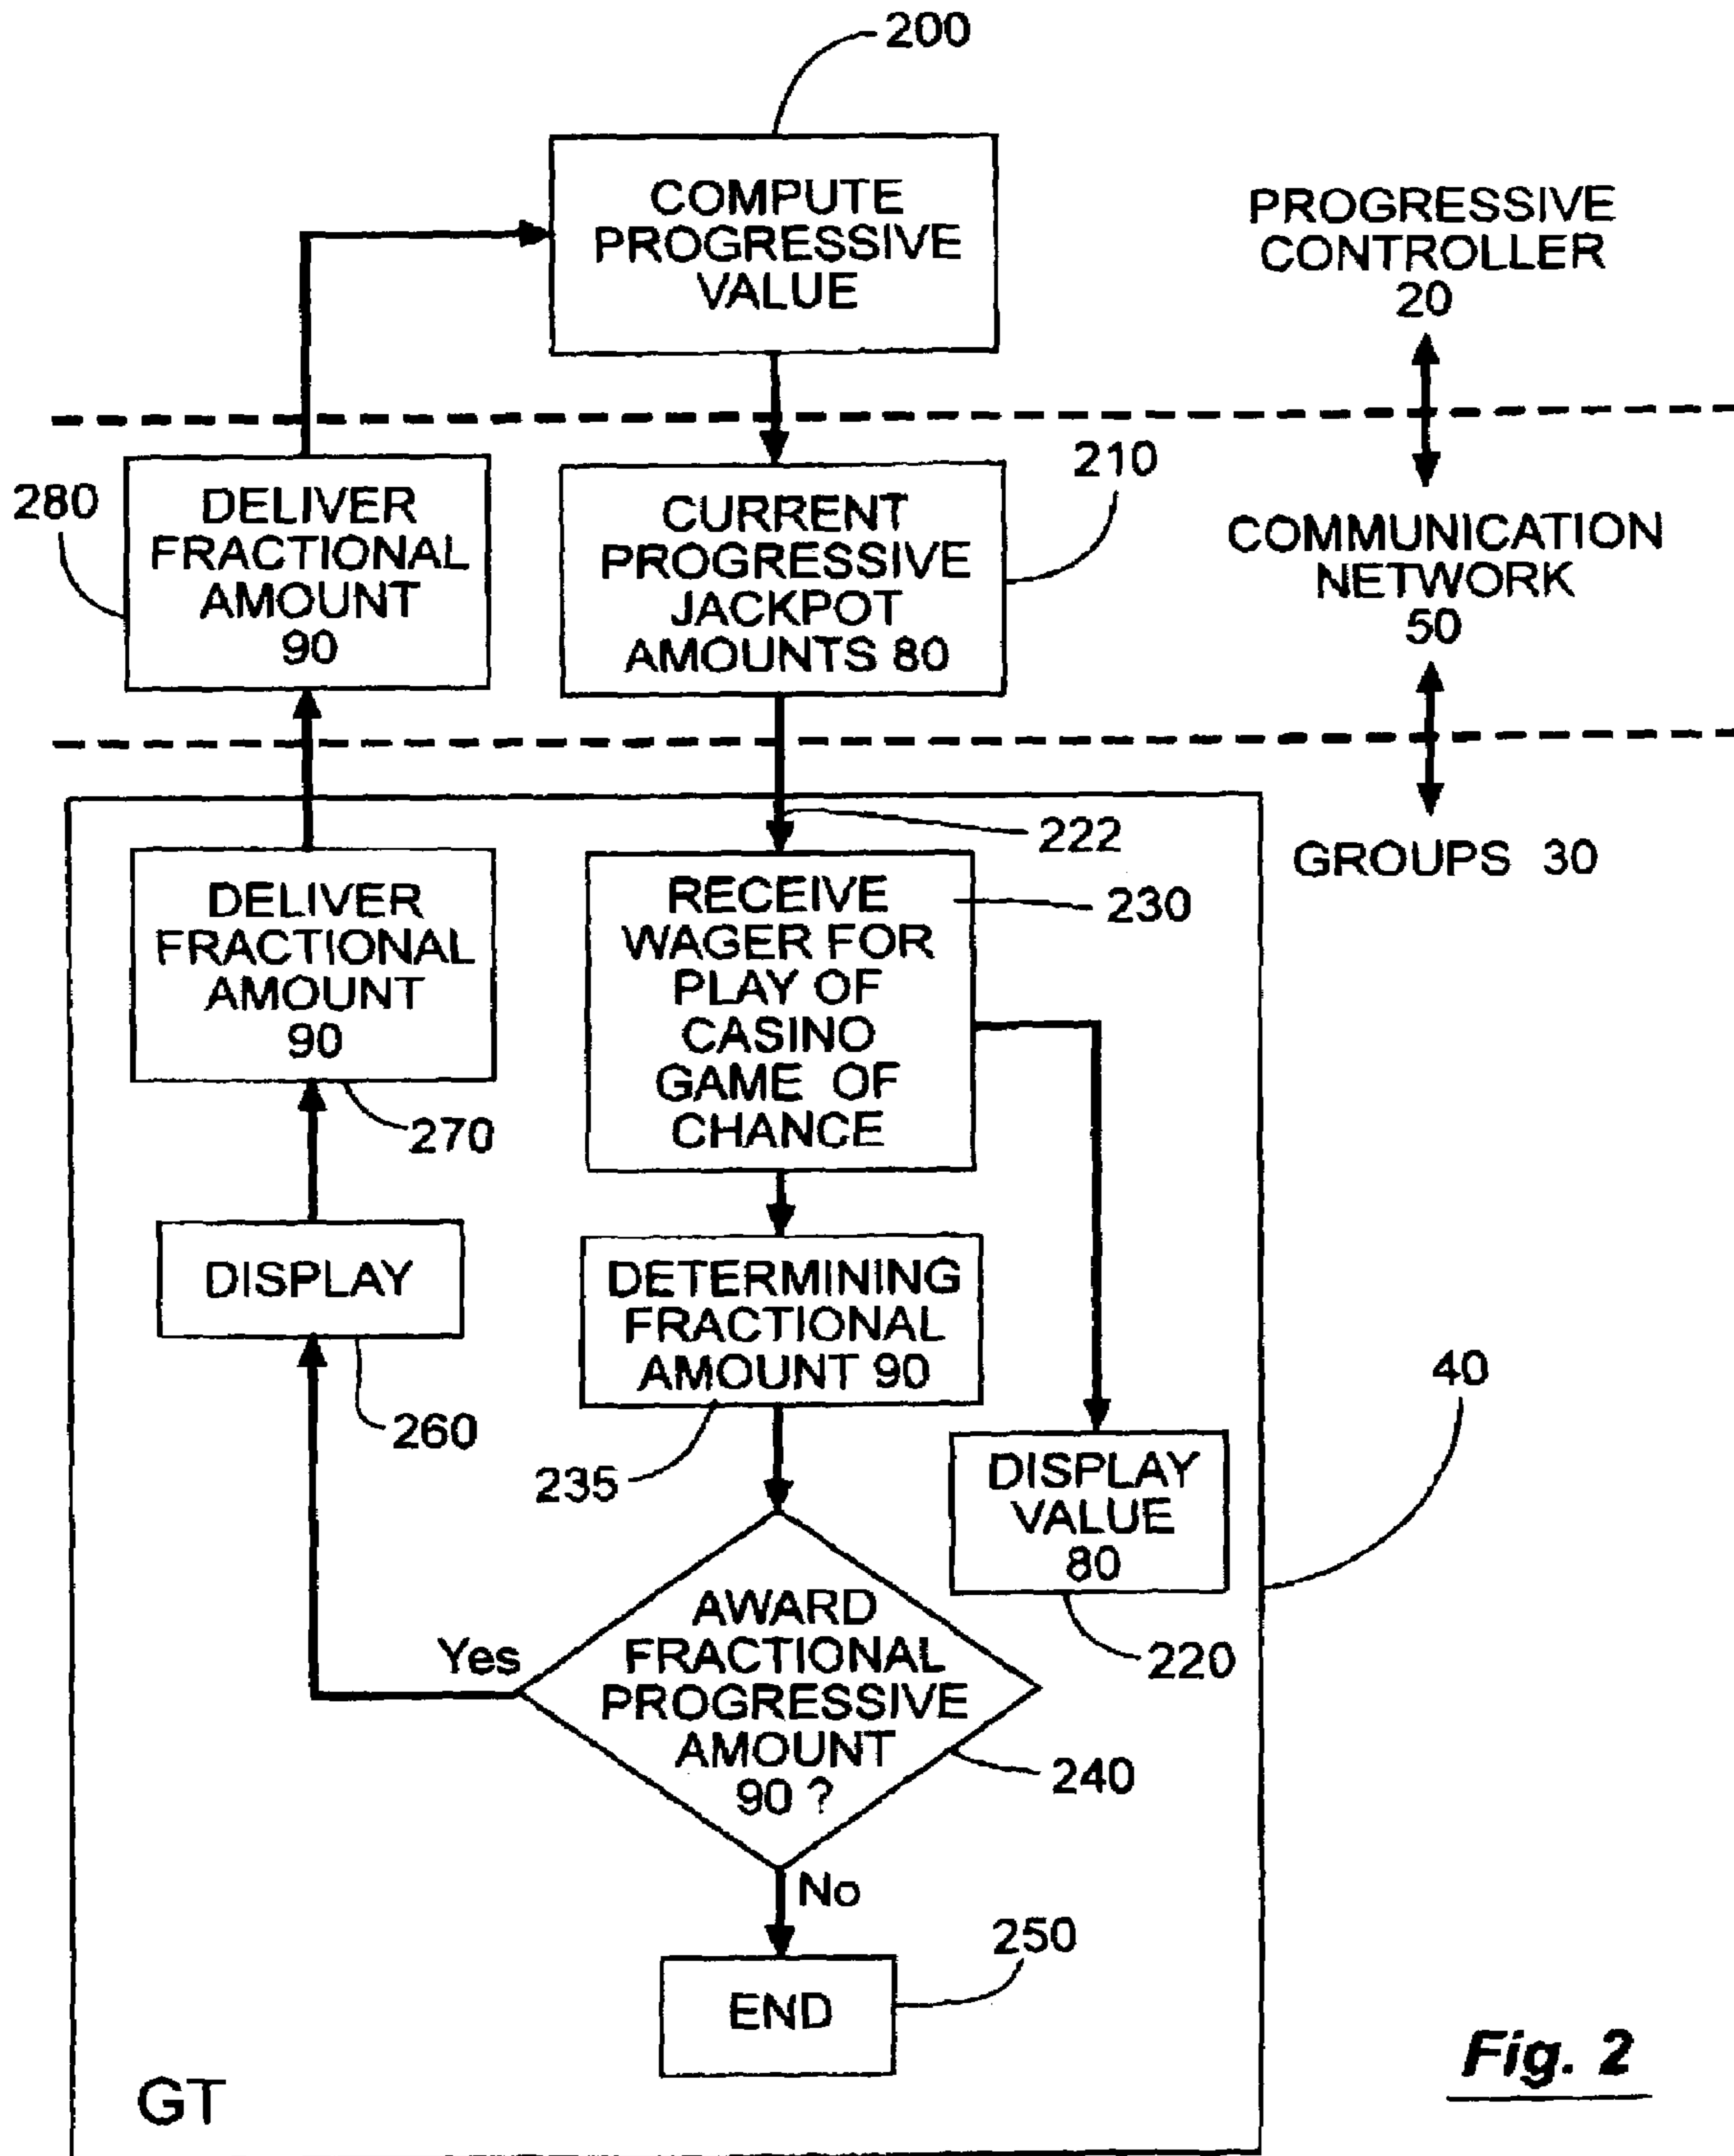 200
COMPUTE
PROGRESSIVE
VALUE
PROGRESSIVE
CONTROLLER
20
280
DELIVER
FRACTIONAL
AMOUNT
90
CURRENT
PROGRESSIVE
JACKPOT
AMOUNTS 80
210
COMMUNICATION
NETWORK
50
222
GROUPS 30
DELIVER
FRACTIONAL
AMOUNT
90
270
RECEIVE
WAGER FOR
PLAY OF
CASINO
GAME OF
CHANCE
230
DISPLAY
260
DETERMINING
FRACTIONAL
AMOUNT 90
235
40
DISPLAY
VALUE
80
220
Yes
AWARD
FRACTIONAL
PROGRESSIVE
AMOUNT
90 ?
240
No
END
250
GT
Fig. 2